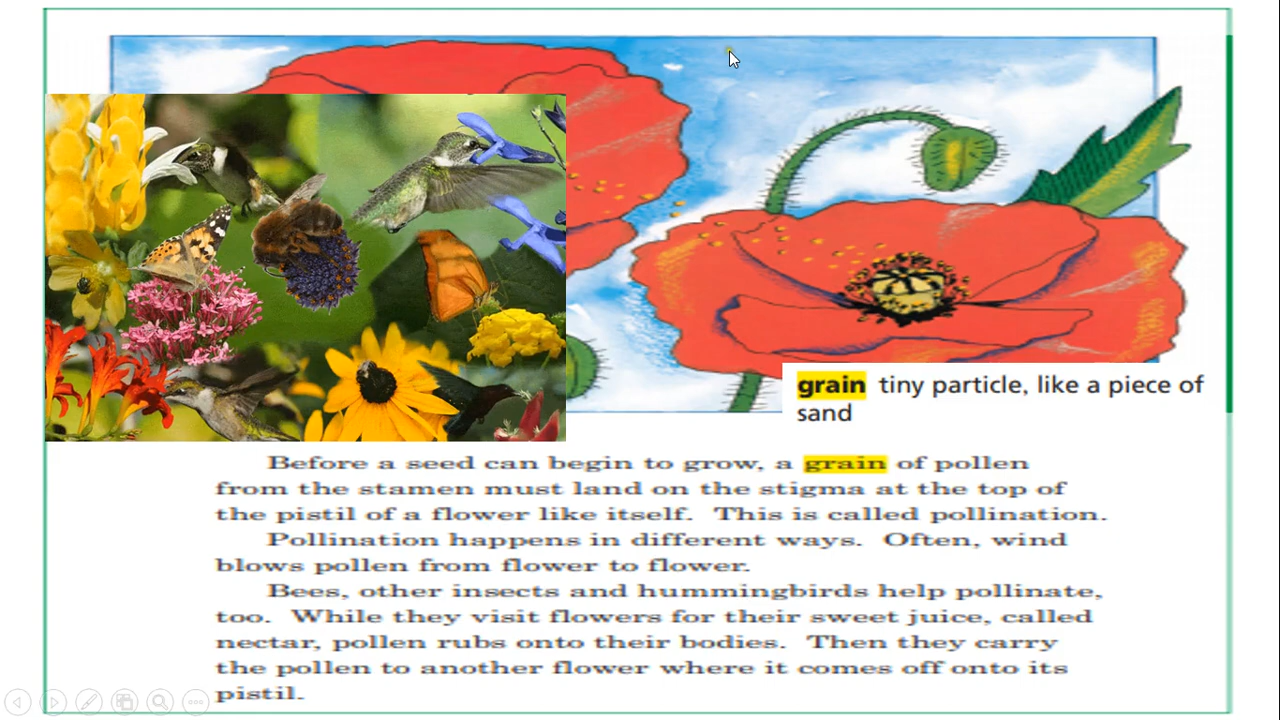 grain tiny particle, like a piece of
sand
Before a seed can begin to grow, a grain of pollen
from the stamen must land on the stigma at the top of
the pistil of a flower like itself. This is called pollination.
Pollination happens in different ways. Often, wind
blows pollen from flower to flower.
Bees, other insects and hummingbirds help pollinate,
too. While they visit flowers for their sweet juice, called
nectar, pollen rubs onto their bodies. Then they carry
the pollen to another flower where it comes off onto its
pistil.